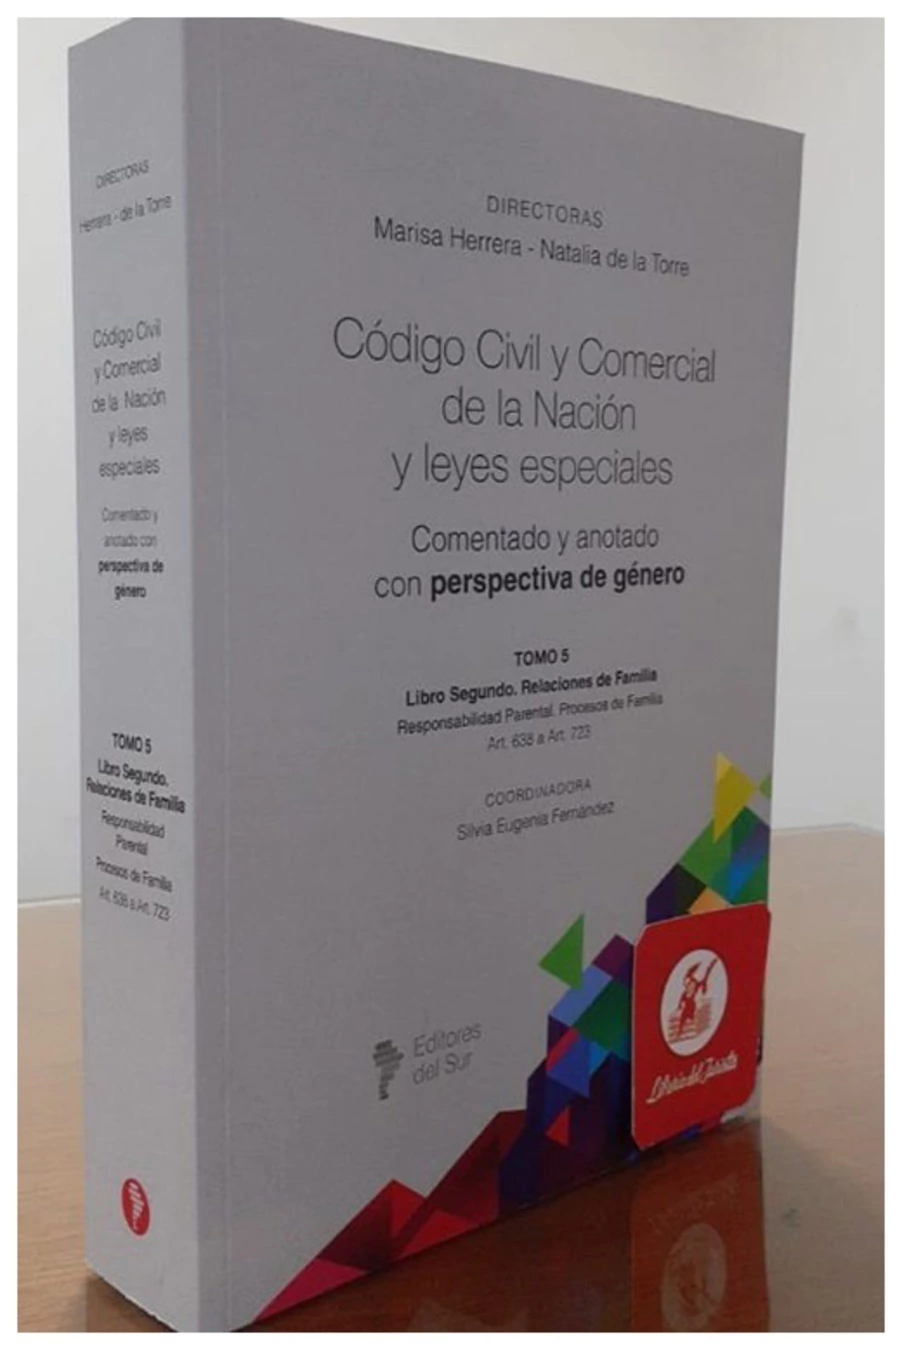 DIRECTORAS
Herrera - de la Torre
Código Civil
y Comercial
de la Nación
y leyes
especiales
Comentado y
anotado con
perspectiva de
género
TOMO 5
Libro Segundo.
Relaciones de Familia
Responsabilidad
Parental
Procesos de Familia
Art. 638 a Art. 723
DIRECTORAS
Marisa Herrera - Natalia de la Torre
Código Civil y Comercial
de la Nación
y leyes especiales
Comentado y anotado
con perspectiva de género
TOMO 5
Libro Segundo. Relaciones de Familia
Responsabilidad Parental. Procesos de Familia
Art. 638 a Art. 723
COORDINADORA
Silvia Eugenia Fernández
Editores
del Sur
Librería del Jurista